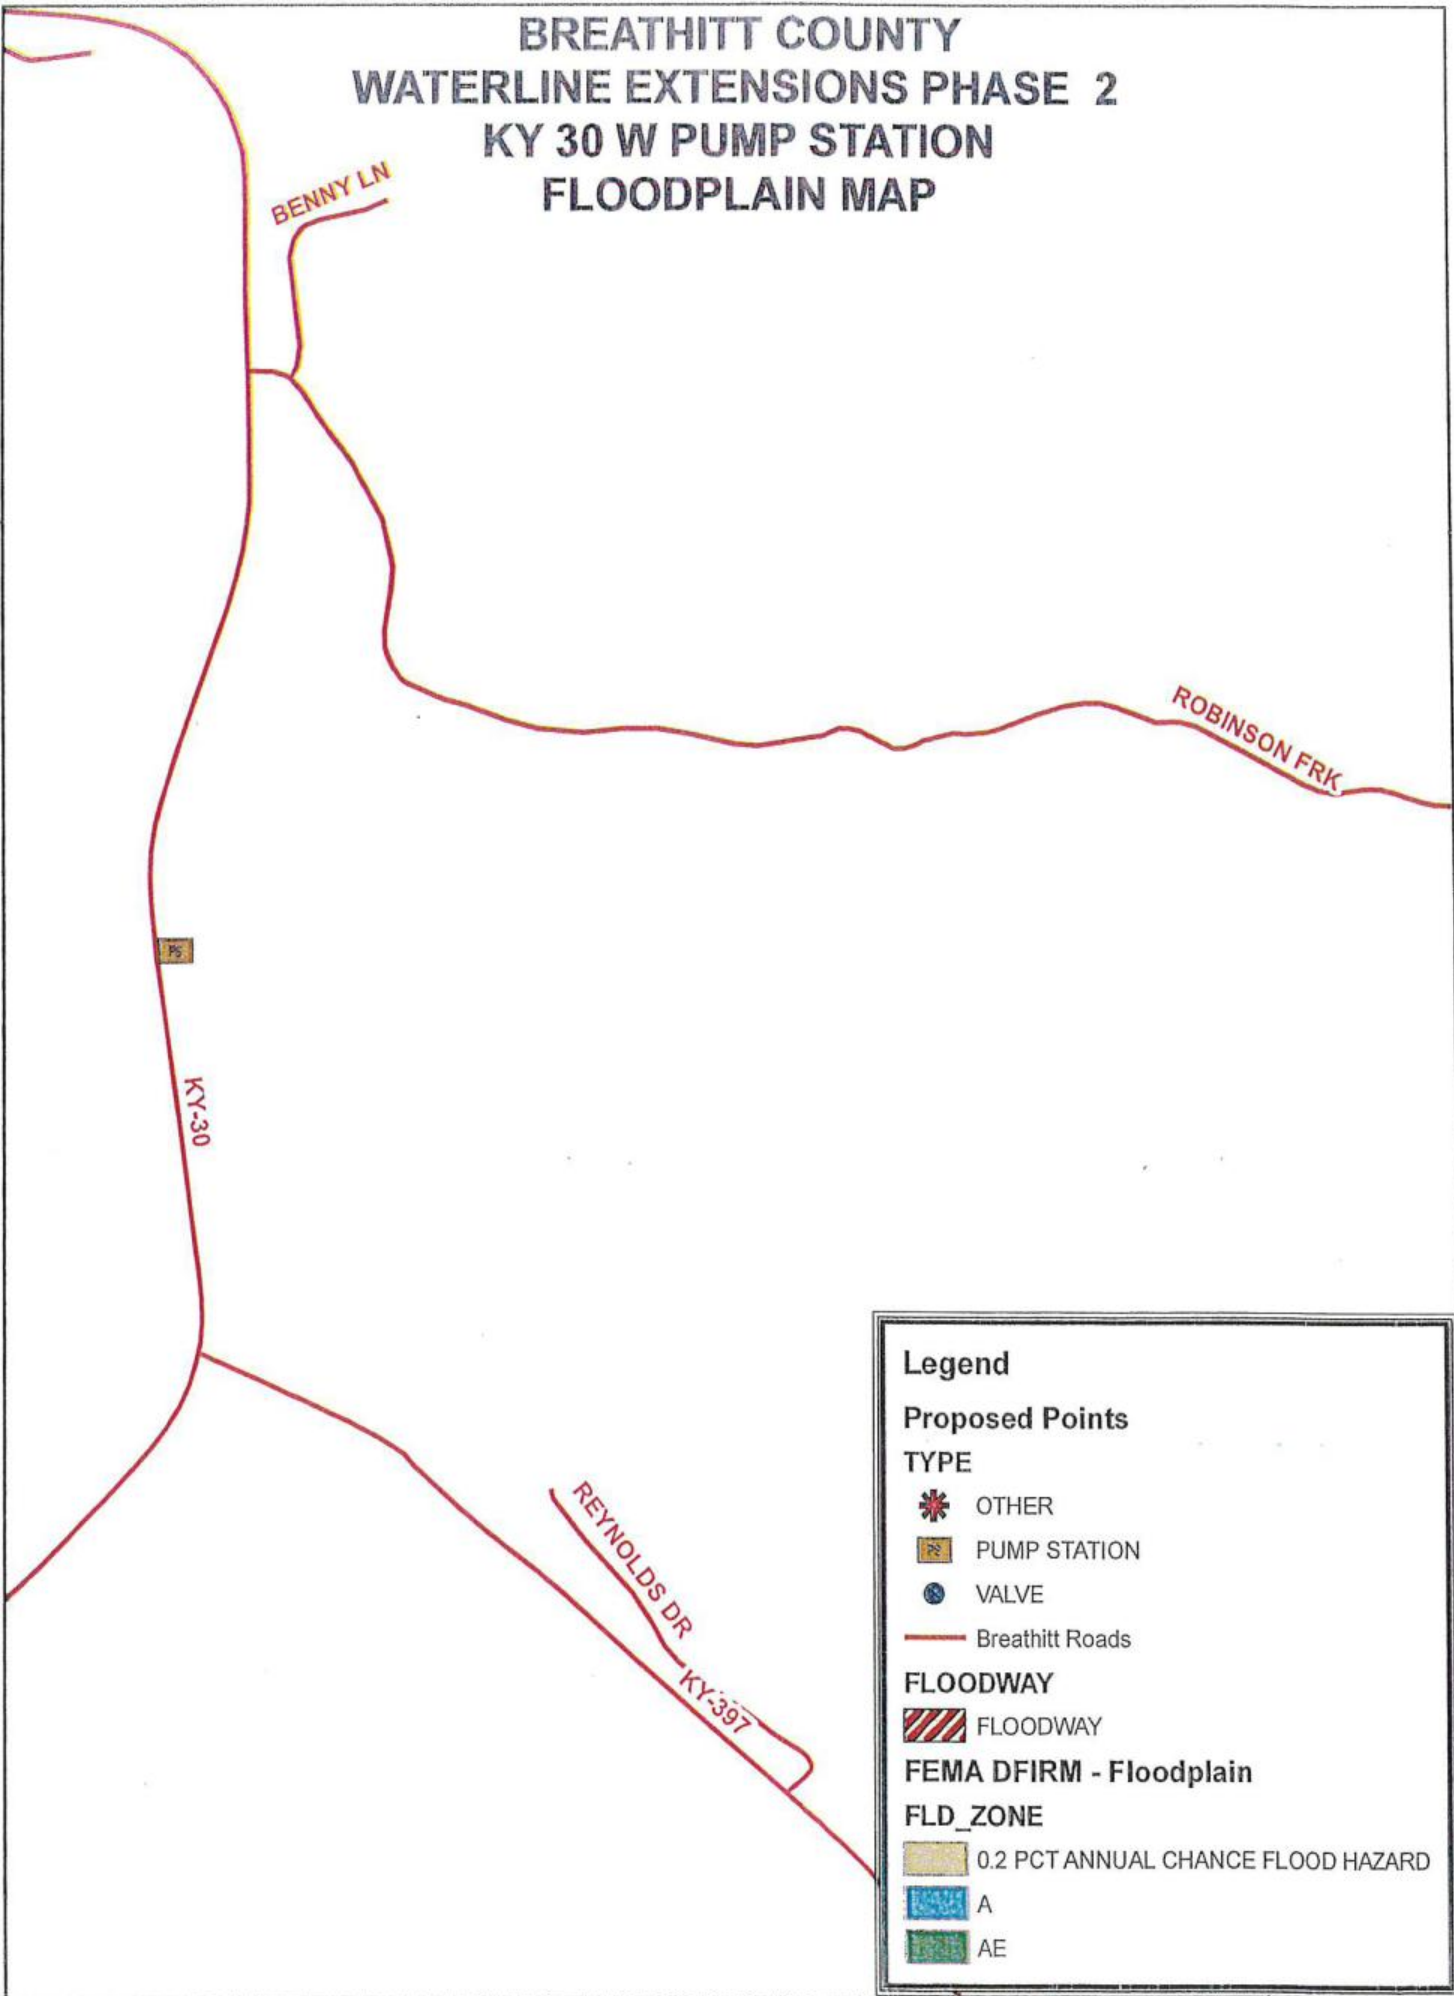 BREATHITT COUNTY
WATERLINE EXTENSIONS PHASE 2
KY 30 W PUMP STATION
FLOODPLAIN MAP
BENNY LN
ROBINSON FRK
PS
KY-30
REYNOLDS DR
KY-397
Legend
Proposed Points
TYPE
OTHER
PUMP STATION
VALVE
Breathitt Roads
FLOODWAY
FLOODWAY
FEMA DFIRM - Floodplain
FLD_ZONE
0.2 PCT ANNUAL CHANCE FLOOD HAZARD
A
AE